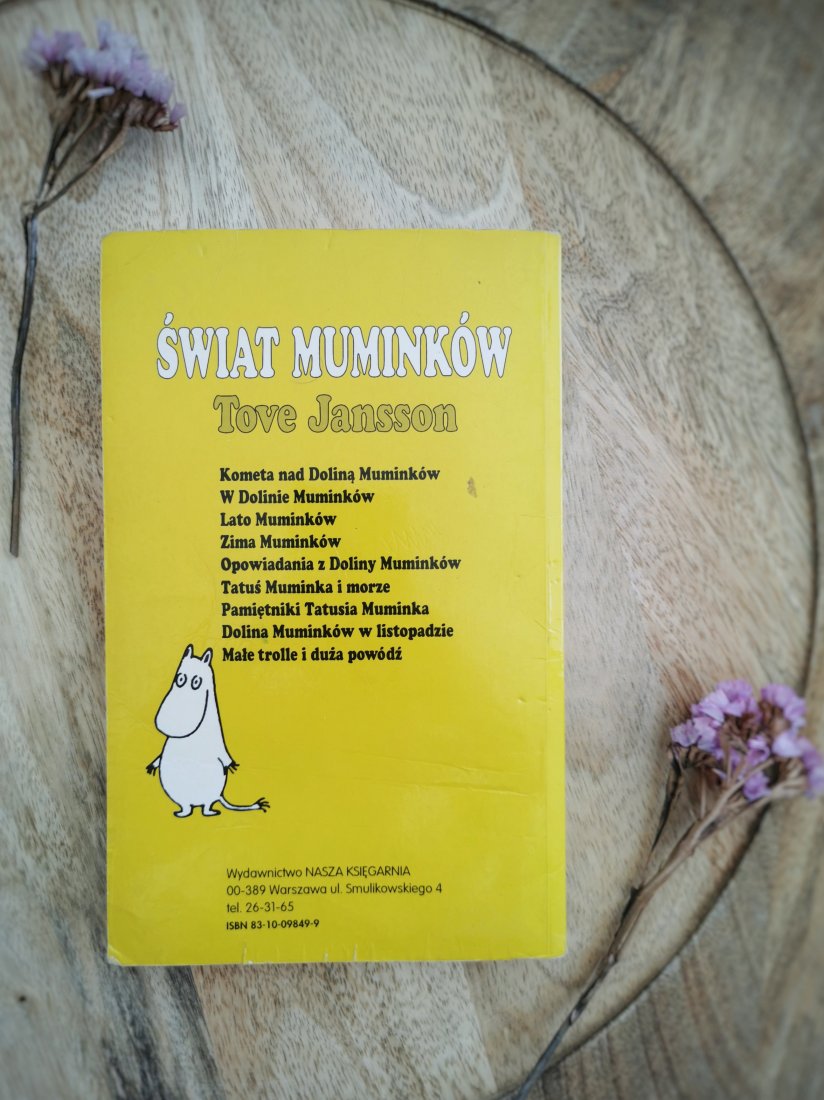 ŚWIAT MUMINKÓW
Tove Jansson
Kometa nad Doliną Muminków
W Dolinie Muminków
Lato Muminków
Zima Muminków
Opowiadania z Doliny Muminków
Tatuś Muminka i morze
Pamiętniki Tatusia Muminka
Dolina Muminków w listopadzie
Małe trolle i duża powódź
Wydawnictwo NASZA KSIĘGARNIA
00-389 Warszawa ul. Smulikowskiego 4
tel. 26-31-65
ISBN 83-10-09849-9